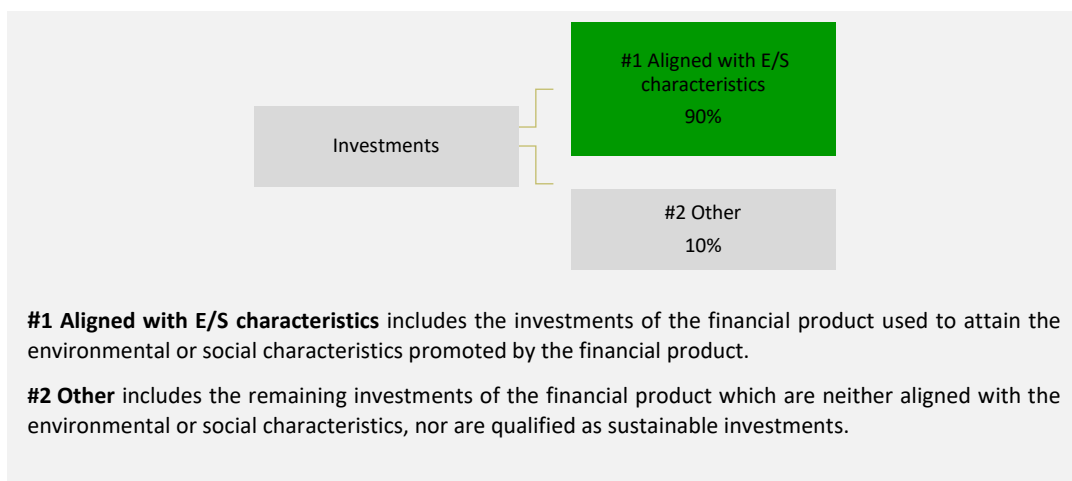 #1 Aligned with E/S
characteristics
90%
Investments
#2 Other
10%
#1 Aligned with E/S characteristics includes the investments of the financial product used to attain the
environmental or social characteristics promoted by the financial product.
#2 Other includes the remaining investments of the financial product which are neither aligned with the
environmental or social characteristics, nor are qualified as sustainable investments.